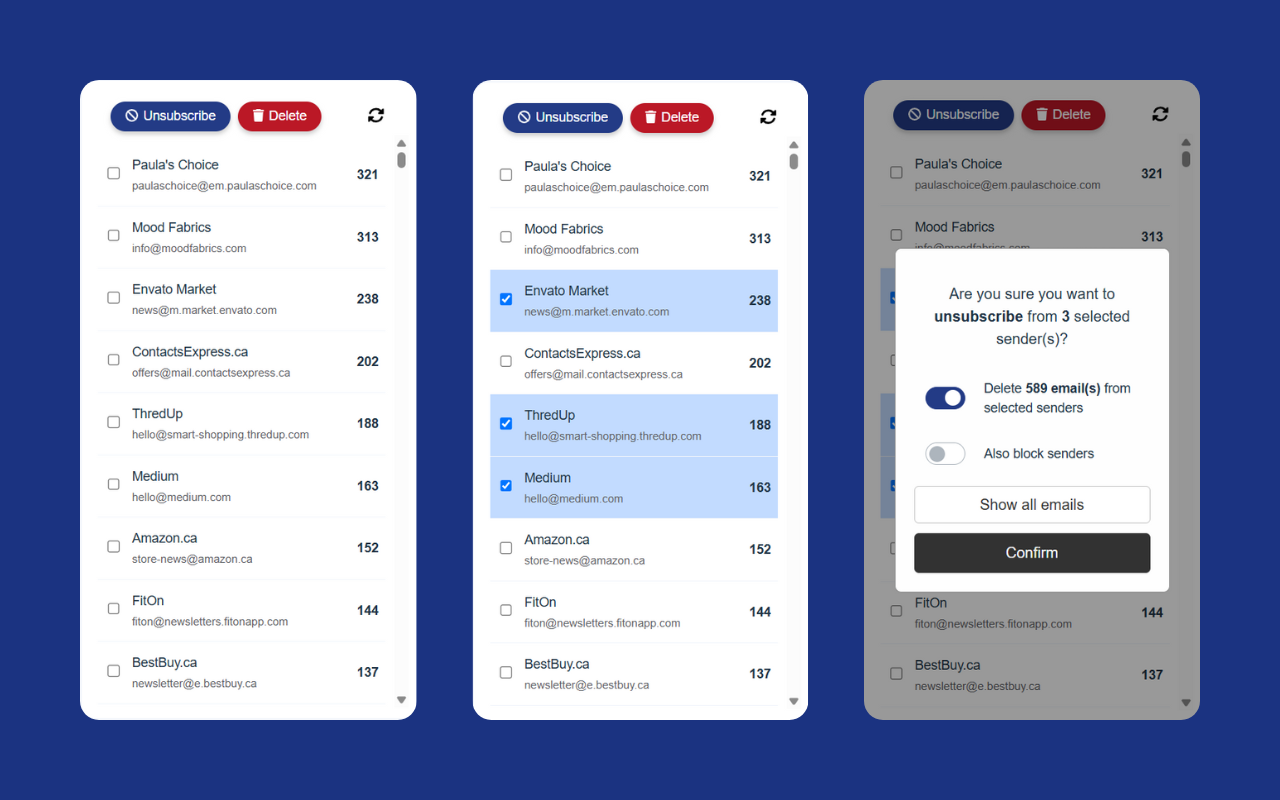 Unsubscribe Delete
Paula's Choice
paulaschoice@em.paulaschoice.com
321
Mood Fabrics
info@moodfabrics.com
313
Envato Market
news@m.market.envato.com
238
ContactsExpress.ca
offers@mail.contactsexpress.ca
202
ThredUp
hello@smart-shopping.thredup.com
188
Medium
hello@medium.com
163
Amazon.ca
store-news@amazon.ca
152
FitOn
fiton@newsletters.fitonapp.com
144
BestBuy.ca
newsletter@e.bestbuy.ca
137
Unsubscribe Delete
Paula's Choice
paulaschoice@em.paulaschoice.com
321
Mood Fabrics
info@moodfabrics.com
313
Envato Market
news@m.market.envato.com
238
ContactsExpress.ca
offers@mail.contactsexpress.ca
202
ThredUp
hello@smart-shopping.thredup.com
188
Medium
hello@medium.com
163
Amazon.ca
store-news@amazon.ca
152
FitOn
fiton@newsletters.fitonapp.com
144
BestBuy.ca
newsletter@e.bestbuy.ca
137
Unsubscribe Delete
Paula's Choice
paulaschoice@em.paulaschoice.com
321
Mood Fabrics
info@moodfabrics.com
313
Are you sure you want to
unsubscribe from 3 selected
sender(s)?
Delete 589 email(s) from
selected senders
Also block senders
Show all emails
Confirm
FitOn
fiton@newsletters.fitonapp.com
144
BestBuy.ca
newsletter@e.bestbuy.ca
137